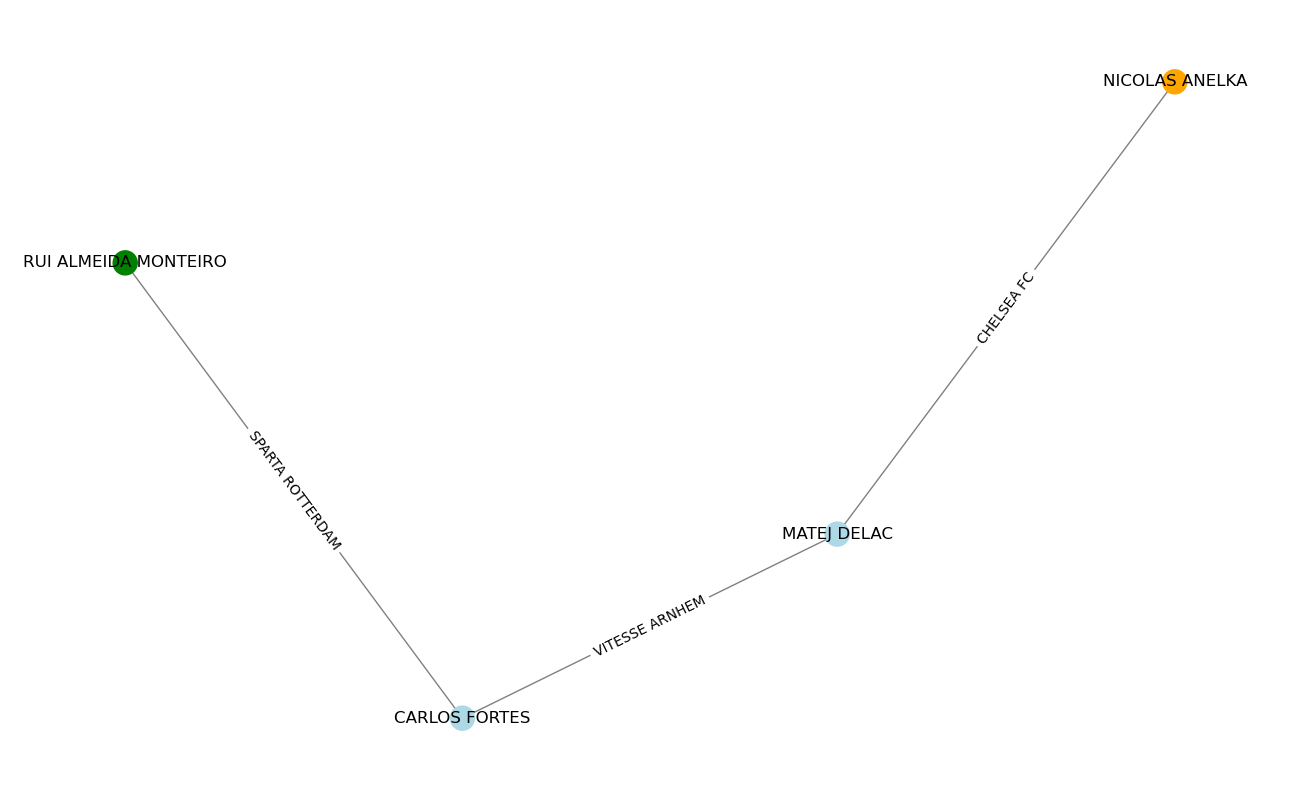 NICOLAS ANELKA
RUI ALMEIDA MONTEIRO
CHELSEA FC
SPARTA ROTTERDAM
MATEJ DELAC
VITESSE ARNHEM
CARLOS FORTES